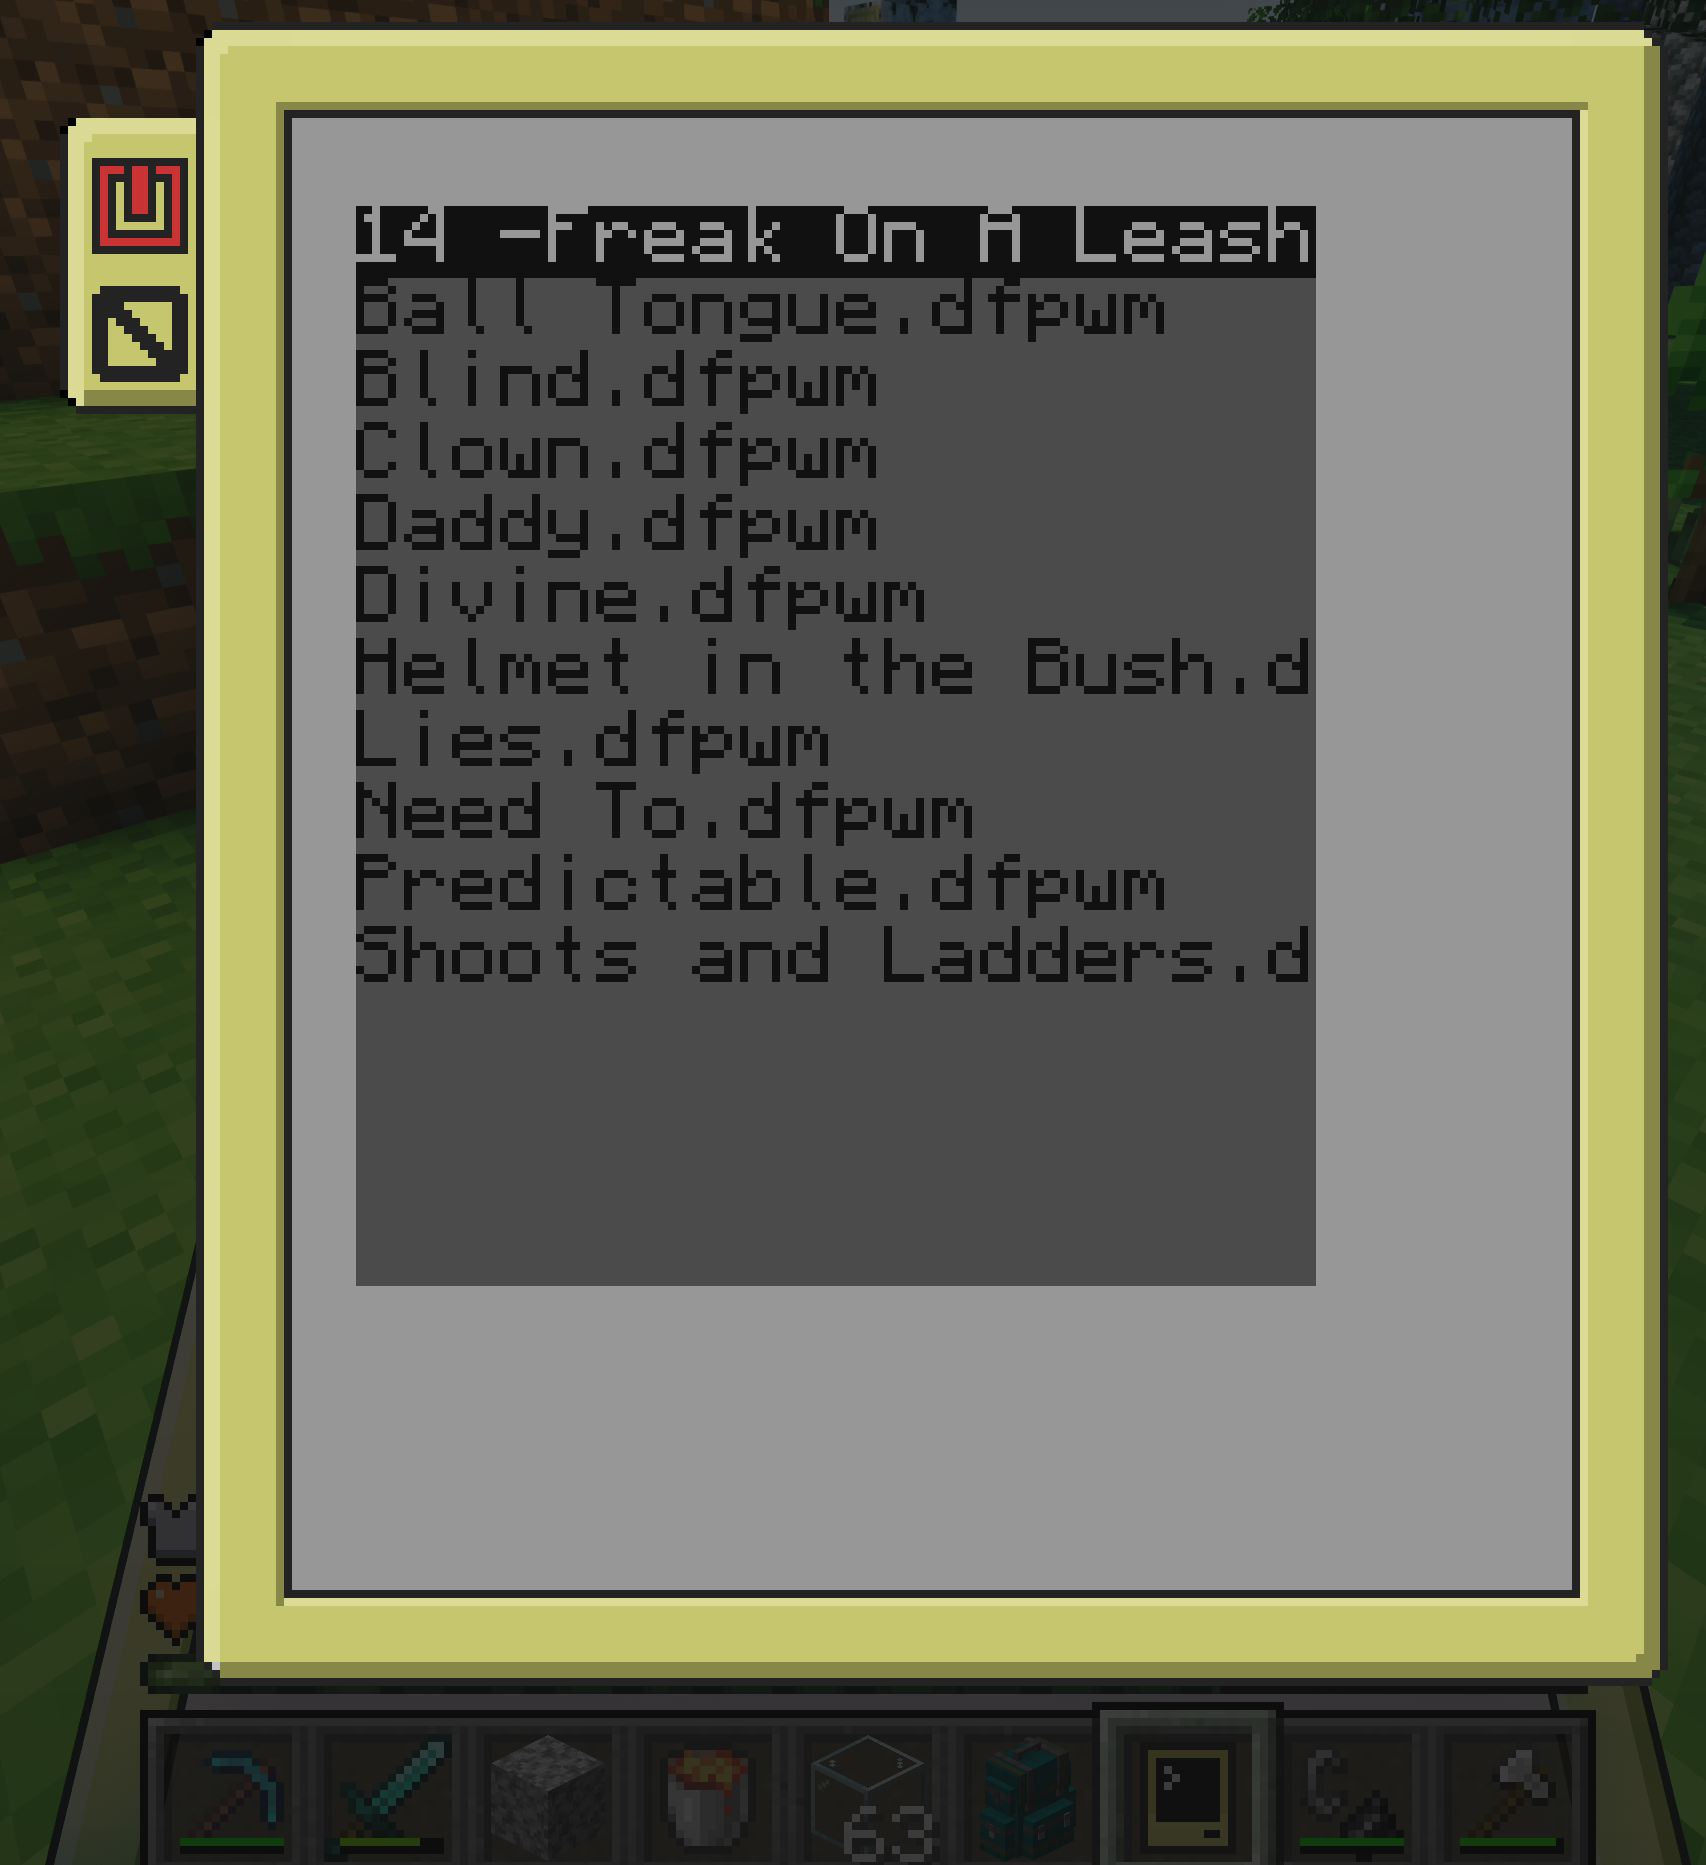 14 -Freak On A Leash
Ball Tongue.dfpwm
Blind.dfpwm
Clown.dfpwm
Daddy.dfpwm
Divine.dfpwm
Helmet in the Bush.d
Lies.dfpwm
Need To.dfpwm
Predictable.dfpwm
Shoots and Ladders.d
63